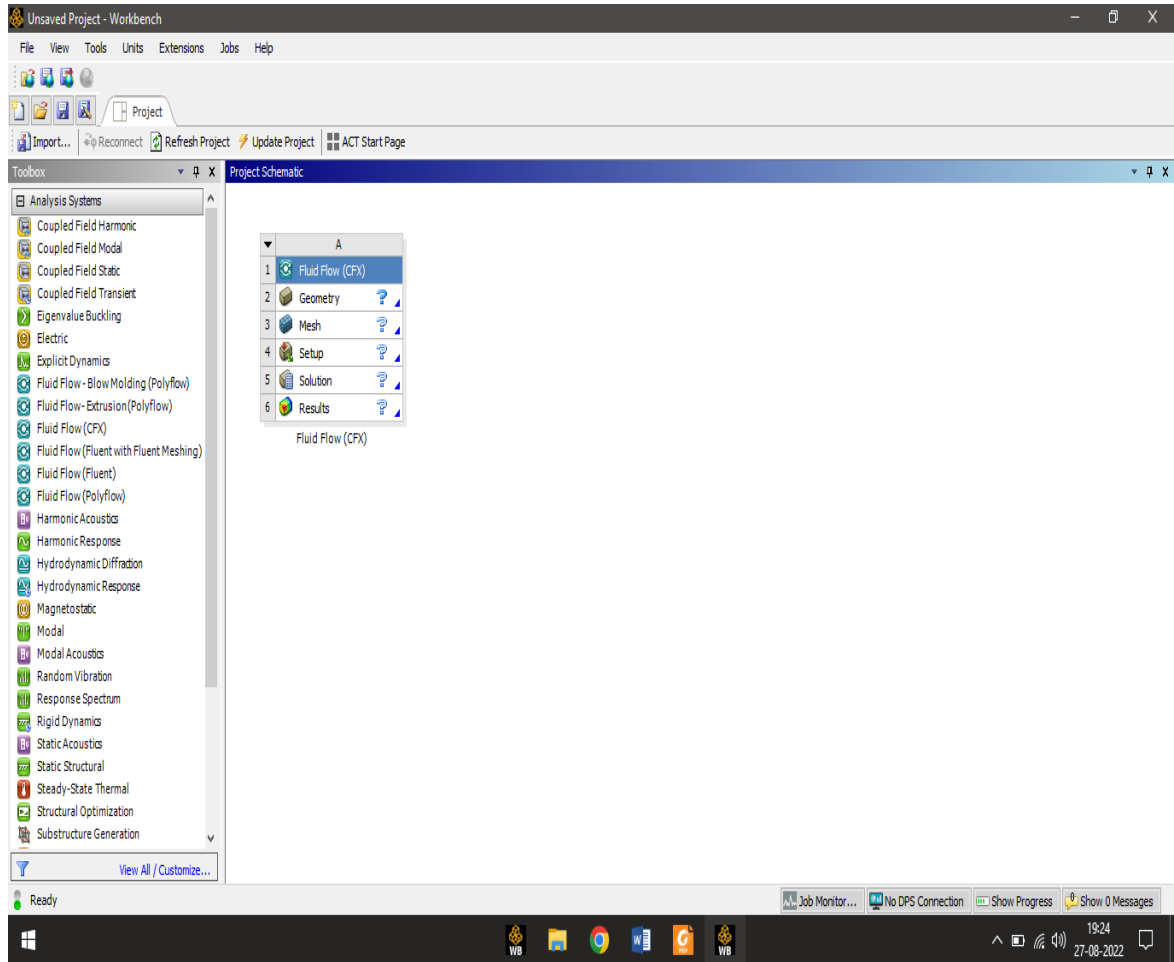 Unsaved Project - Workbench
File View Tools Units Extensions Jobs Help
Project
Import... Reconnect Refresh Project Update Project ACT Start Page
Toolbox
Project Schematic
Analysis Systems
Coupled Field Harmonic
Coupled Field Modal
Coupled Field Static
Coupled Field Transient
Eigenvalue Buckling
Electric
Explicit Dynamics
Fluid Flow - Blow Molding (Polyflow)
Fluid Flow - Extrusion (Polyflow)
Fluid Flow (CFX)
Fluid Flow (Fluent with Fluent Meshing)
Fluid Flow (Fluent)
Fluid Flow (Polyflow)
Harmonic Acoustics
Harmonic Response
Hydrodynamic Diffraction
Hydrodynamic Response
Magnetostatic
Modal
Modal Acoustics
Random Vibration
Response Spectrum
Rigid Dynamics
Static Acoustics
Static Structural
Steady-State Thermal
Structural Optimization
Substructure Generation
View All / Customize...
A
1 Fluid Flow (CFX)
2 Geometry ?
3 Mesh ?
4 Setup ?
5 Solution ?
6 Results ?
Fluid Flow (CFX)
Ready
Job Monitor... No DPS Connection Show Progress Show 0 Messages
WB
WB
19:24
27-08-2022